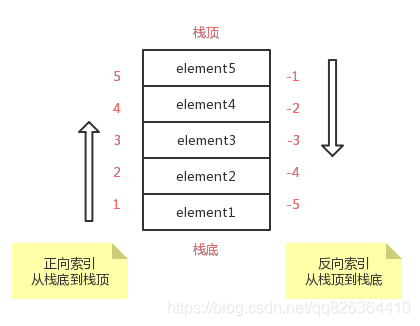 栈顶
5 element5 -1
4 element4 -2
3 element3 -3
2 element2 -4
1 element1 -5
栈底
正向索引
从栈底到栈顶
反向索引
从栈顶到栈底
https://blog.csdn.net/qq826364410